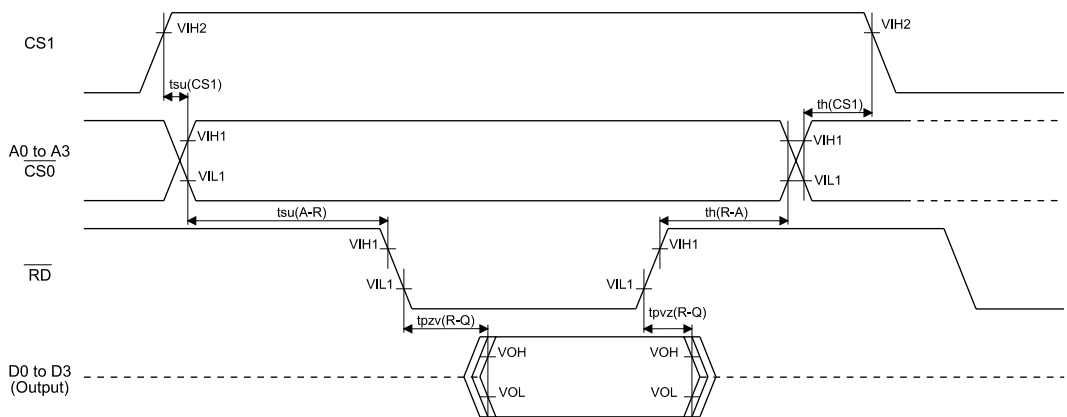 CS1
VIH2
VIH2
tsu(CS1)
th(CS1)
A0 to A3
CS0
VIH1
VIH1
VIL1
VIL1
tsu(A-R)
th(R-A)
RD
VIH1
VIH1
VIL1
VIL1
tpzv(R-Q)
tpvz(R-Q)
D0 to D3
(Output)
VOH
VOH
VOL
VOL